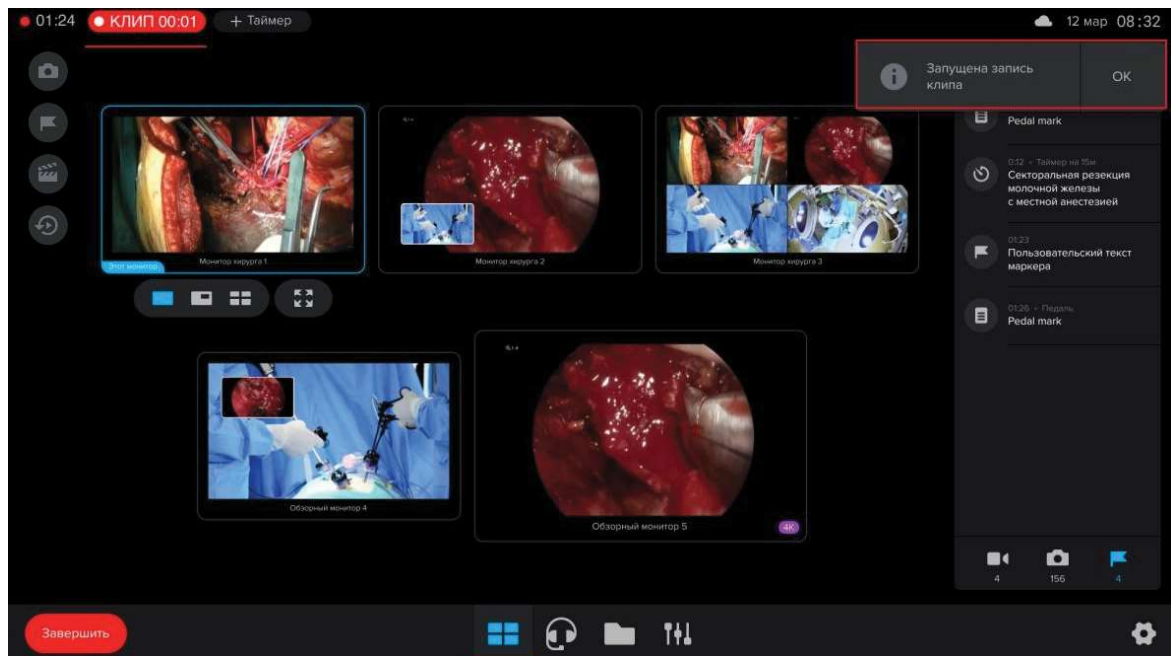 01:24
КЛИП 00:01
+ Таймер
12 мар 08:32
Запущена запись
клипа
ОК
Pedal mark
0:12 • Таймер на 15м
Секторальная резекция
молочной железы
с местной анестезией
01:23
Пользовательский текст
маркера
01:26 • Педаль
Pedal mark
Этот монитор
Монитор хирурга 1
Монитор хирурга 2
Монитор хирурга 3
Обзорный монитор 4
Обзорный монитор 5
4K
4
156
4
Завершить